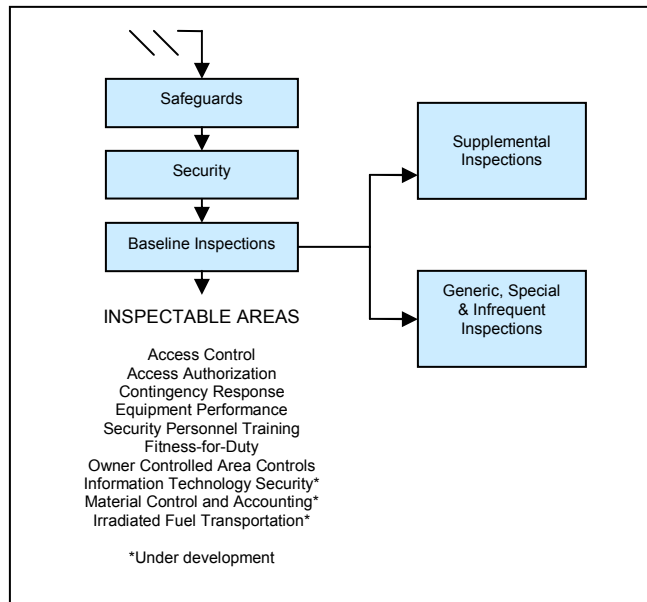 Safeguards
Security
Baseline Inspections
Supplemental
Inspections
Generic, Special
& Infrequent
Inspections
INSPECTABLE AREAS
Access Control
Access Authorization
Contingency Response
Equipment Performance
Security Personnel Training
Fitness-for-Duty
Owner Controlled Area Controls
Information Technology Security*
Material Control and Accounting*
Irradiated Fuel Transportation*
*Under development